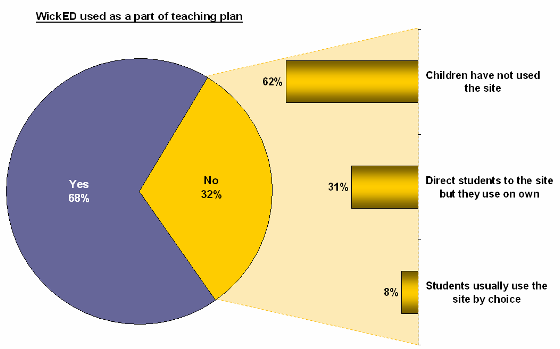 WickED used as a part of teaching plan
Yes
68%
No
32%
62%
Children have not used
the site
31%
Direct students to the site
but they use on own
8%
Students usually use the
site by choice